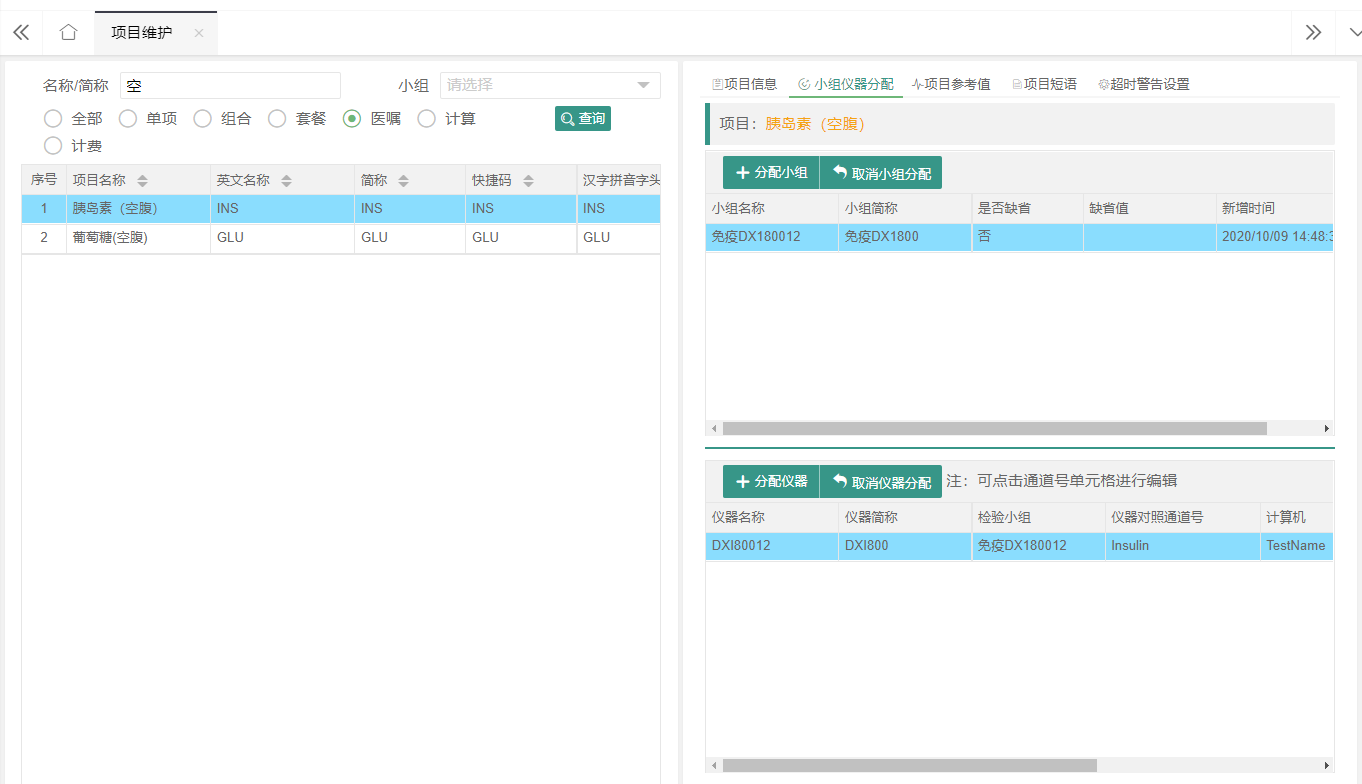 项目维护
名称/简称 空 小组 请选择
全部 单项 组合 套餐 医嘱 计算 查询
计费
序号 项目名称 英文名称 简称 快捷码 汉字拼音字头
1 胰岛素（空腹） INS INS INS INS
2 葡萄糖(空腹) GLU GLU GLU GLU
项目信息 小组仪器分配 项目参考值 项目短语 超时警告设置
项目：胰岛素（空腹）
分配小组 取消小组分配
小组名称 小组简称 是否缺省 缺省值 新增时间
免疫DX180012 免疫DX1800 否 2020/10/09 14:48:3
分配仪器 取消仪器分配 注：可点击通道号单元格进行编辑
仪器名称 仪器简称 检验小组 仪器对照通道号 计算机
DXI80012 DXI800 免疫DX180012 Insulin TestName